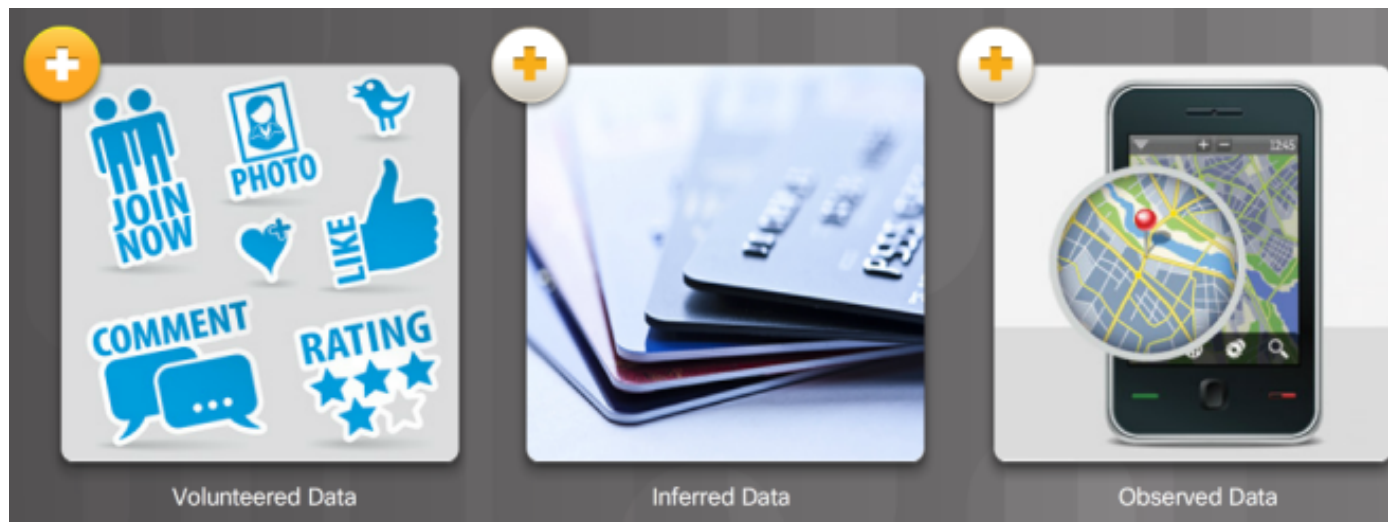 JOIN
NOW
PHOTO
LIKE
COMMENT
RATING
12:45
Volunteered Data
Inferred Data
Observed Data